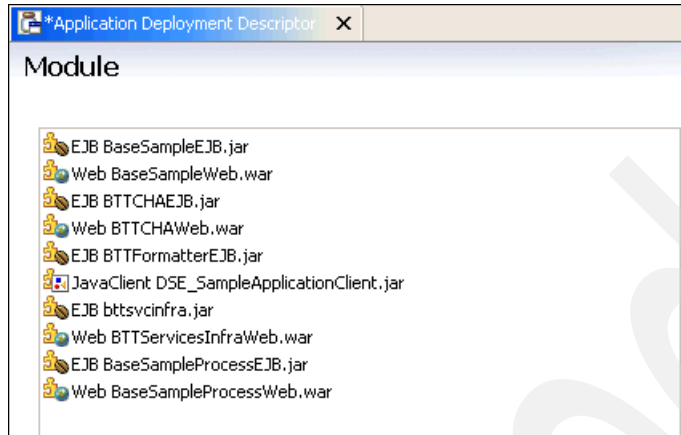 *Application Deployment Descriptor
Module
EJB BaseSampleEJB.jar
Web BaseSampleWeb.war
EJB BTTCHAEJB.jar
Web BTTCHAWeb.war
EJB BTTFormatterEJB.jar
JavaClient DSE_SampleApplicationClient.jar
EJB bttsvcinfra.jar
Web BTTServicesInfraWeb.war
EJB BaseSampleProcessEJB.jar
Web BaseSampleProcessWeb.war